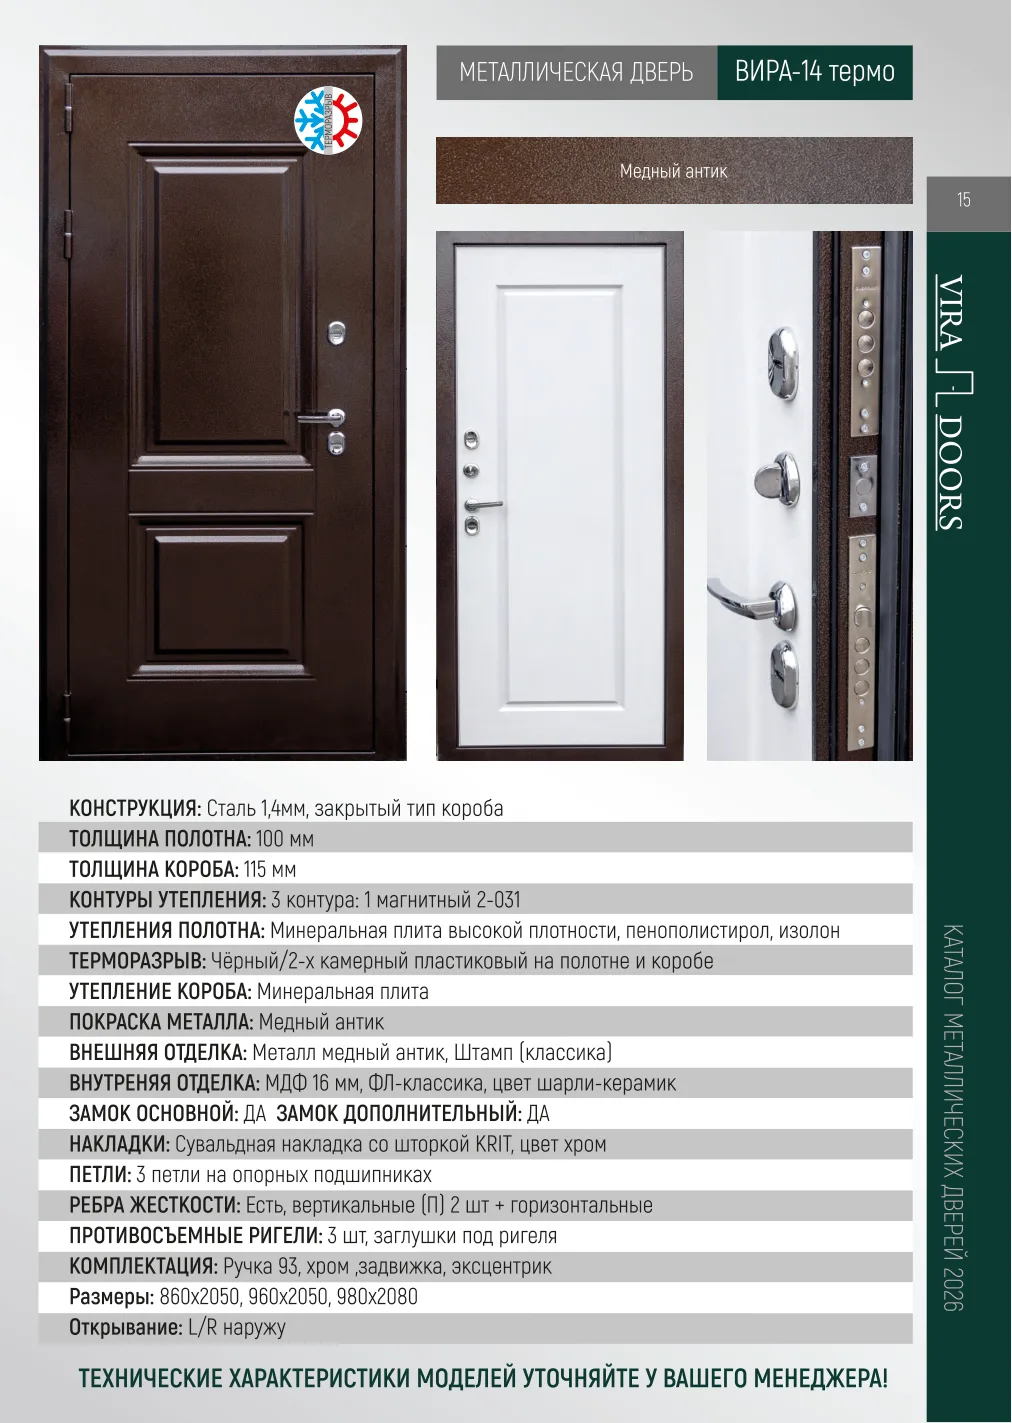 МЕТАЛЛИЧЕСКАЯ ДВЕРЬ ВИРА-14 термо
ТЕРМОРАЗРЫВ
Медный антик
15
VIRA DOORS
КОНСТРУКЦИЯ: Сталь 1,4мм, закрытый тип короба
ТОЛЩИНА ПОЛОТНА: 100 мм
ТОЛЩИНА КОРОБА: 115 мм
КОНТУРЫ УТЕПЛЕНИЯ: 3 контура: 1 магнитный 2-031
УТЕПЛЕНИЯ ПОЛОТНА: Минеральная плита высокой плотности, пенополистирол, изолон
ТЕРМОРАЗРЫВ: Чёрный/2-х камерный пластиковый на полотне и коробе
УТЕПЛЕНИЕ КОРОБА: Минеральная плита
ПОКРАСКА МЕТАЛЛА: Медный антик
ВНЕШНЯЯ ОТДЕЛКА: Металл медный антик, Штамп (классика)
ВНУТРЕНЯЯ ОТДЕЛКА: МДФ 16 мм, ФЛ-классика, цвет шарли-керамик
ЗАМОК ОСНОВНОЙ: ДА ЗАМОК ДОПОЛНИТЕЛЬНЫЙ: ДА
НАКЛАДКИ: Сувальдная накладка со шторкой KRIT, цвет хром
ПЕТЛИ: 3 петли на опорных подшипниках
РЕБРА ЖЕСТКОСТИ: Есть, вертикальные (П) 2 шт + горизонтальные
ПРОТИВОСЪЕМНЫЕ РИГЕЛИ: 3 шт, заглушки под ригеля
КОМПЛЕКТАЦИЯ: Ручка 93, хром ,задвижка, эксцентрик
Размеры: 860х2050, 960х2050, 980х2080
Открывание: L/R наружу
КАТАЛОГ МЕТАЛЛИЧЕСКИХ ДВЕРЕЙ 2026
ТЕХНИЧЕСКИЕ ХАРАКТЕРИСТИКИ МОДЕЛЕЙ УТОЧНЯЙТЕ У ВАШЕГО МЕНЕДЖЕРА!